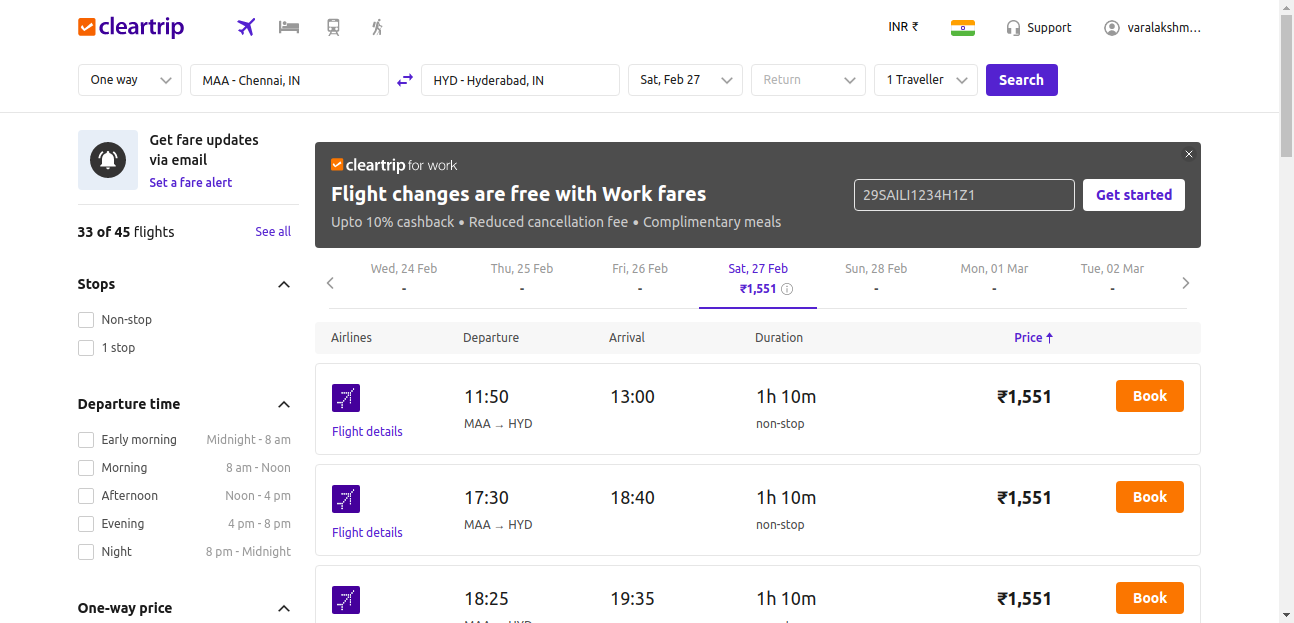 cleartrip
INR ₹
Support
varalakshm...
One way
MAA - Chennai, IN
HYD - Hyderabad, IN
Sat, Feb 27
Return
1 Traveller
Search
Get fare updates
via email
Set a fare alert
33 of 45 flights
See all
Stops
Non-stop
1 stop
Departure time
Early morning Midnight - 8 am
Morning 8 am - Noon
Afternoon Noon - 4 pm
Evening 4 pm - 8 pm
Night 8 pm - Midnight
One-way price
cleartrip for work
Flight changes are free with Work fares
Upto 10% cashback • Reduced cancellation fee • Complimentary meals
29SAILI1234H1Z1
Get started
Wed, 24 Feb Thu, 25 Feb Fri, 26 Feb Sat, 27 Feb Sun, 28 Feb Mon, 01 Mar Tue, 02 Mar
- - - ₹1,551 - - -
Airlines Departure Arrival Duration Price ↑
11:50 13:00 1h 10m ₹1,551 Book
MAA → HYD non-stop
Flight details
17:30 18:40 1h 10m ₹1,551 Book
MAA → HYD non-stop
Flight details
18:25 19:35 1h 10m ₹1,551 Book